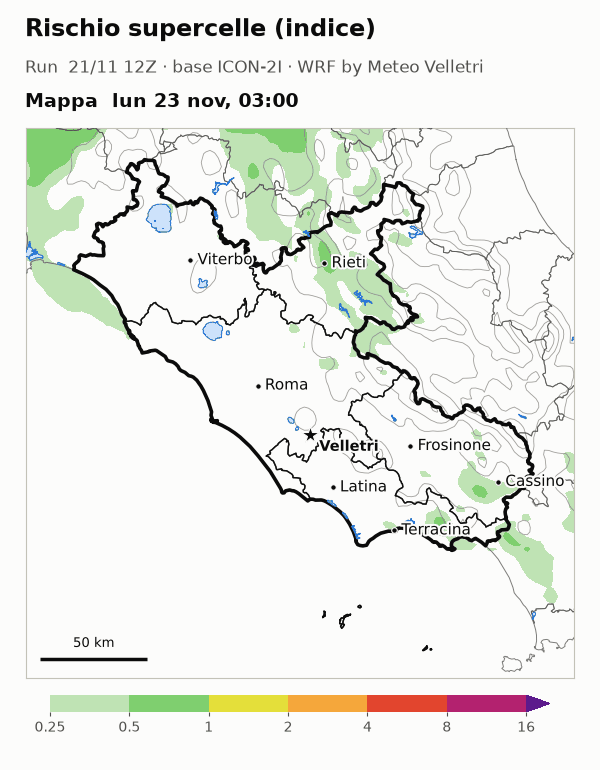 Rischio supercelle (indice)
Run  21/11 12Z · base ICON-2I · WRF by Meteo Velletri
Mappa  lun 23 nov, 03:00
Viterbo
Rieti
Roma
Velletri
Frosinone
Cassino
Latina
Terracina
50 km
0.25 0.5 1 2 4 8 16